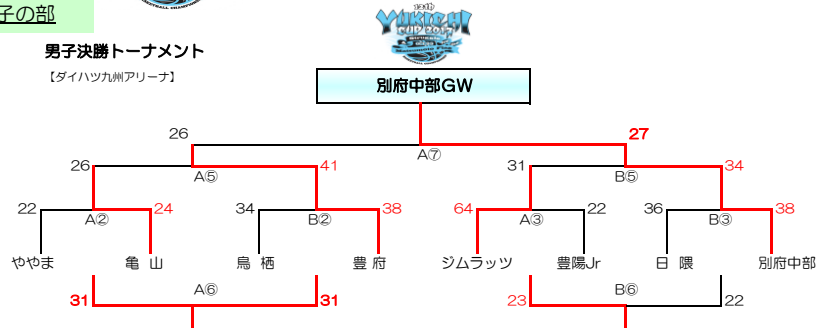 子の部
男子決勝トーナメント
【ダイハツ九州アリーナ】
YUKICHI
CUP 2017
別府中部GW
26 27
A⑦
26 41 31 34
A⑤ B⑤
22 24 34 38 64 22 36 38
A② B② A③ B③
ややま 亀 山 鳥 栖 豊 府 ジムラッツ 豊陽Jr 日 隈 別府中部
A⑥ B⑥
31 31 23 22